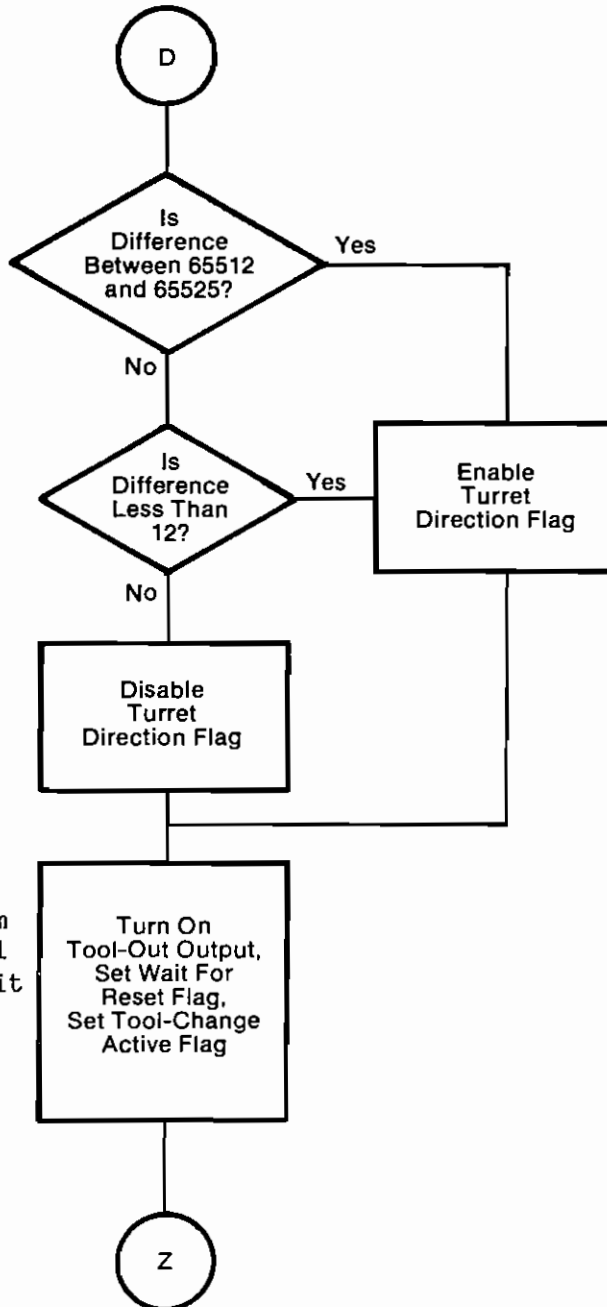 D
Is
Difference
Between 65512
and 65525?
Yes
No
Is
Difference
Less Than
12?
Yes
Enable
Turret
Direction Flag
No
Disable
Turret
Direction Flag
Turn On
Tool-Out Output,
Set Wait For
Reset Flag,
Set Tool-Change
Active Flag
it
Z